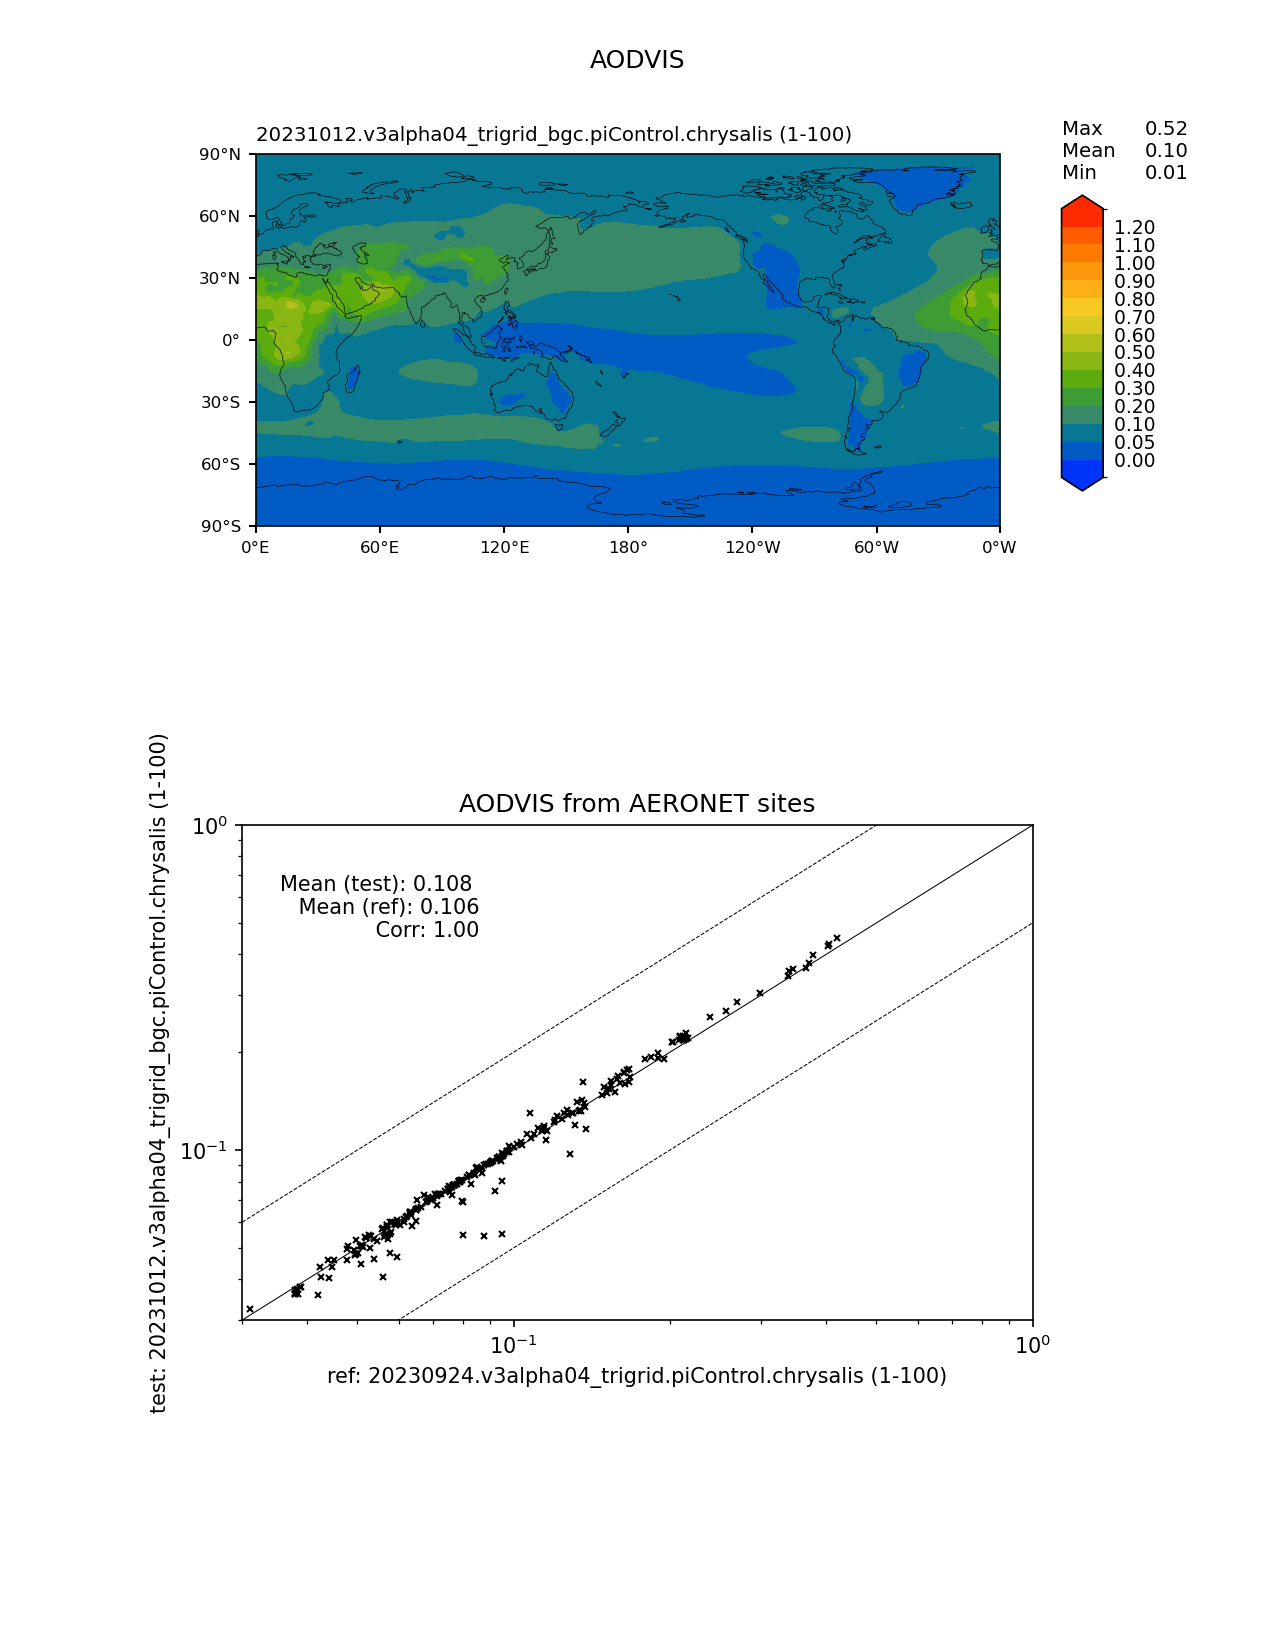 AODVIS
20231012.v3alpha04_trigrid_bgc.piControl.chrysalis (1-100)
Max 0.52
Mean 0.10
Min 0.01
90°N
60°N
30°N
0°
30°S
60°S
90°S
0°E 60°E 120°E 180° 120°W 60°W 0°W
1.20
1.10
1.00
0.90
0.80
0.70
0.60
0.50
0.40
0.30
0.20
0.10
0.05
0.00
AODVIS from AERONET sites
Mean (test): 0.108
Mean (ref): 0.106
Corr: 1.00
10⁰
10⁻¹
10⁻¹ 10⁰
test: 20231012.v3alpha04_trigrid_bgc.piControl.chrysalis (1-100)
ref: 20230924.v3alpha04_trigrid.piControl.chrysalis (1-100)